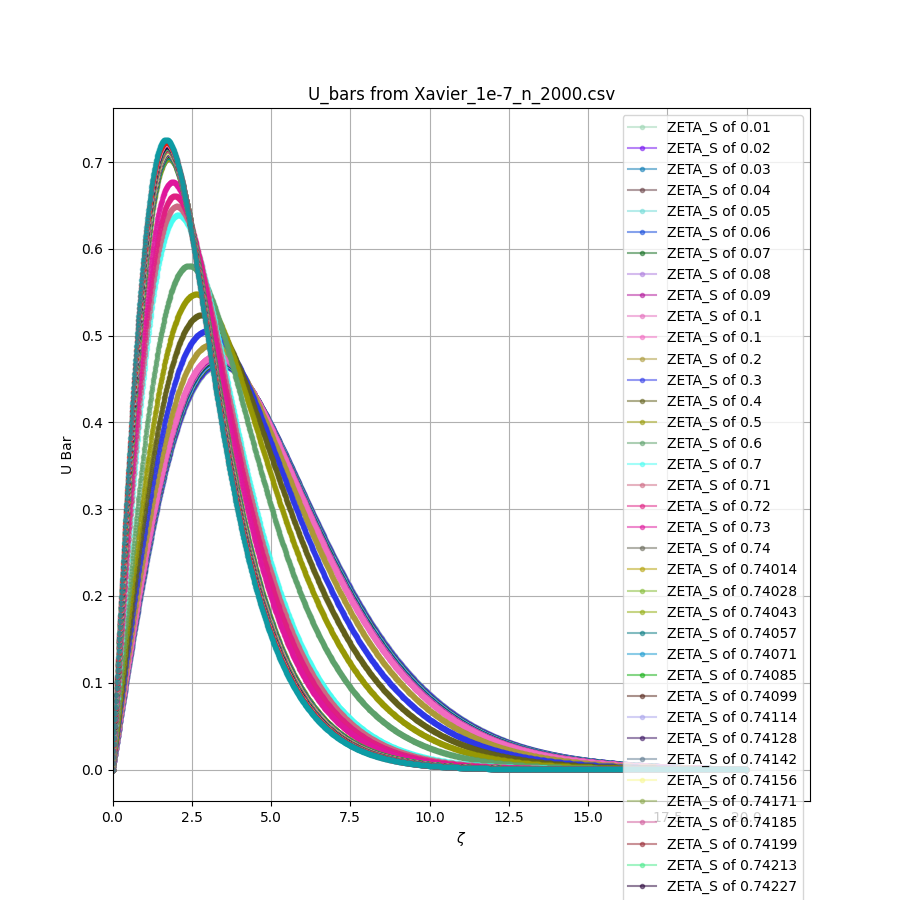 U_bars from Xavier_1e-7_n_2000.csv
U Bar
0.7
0.6
0.5
0.4
0.3
0.2
0.1
0.0
0.0 2.5 5.0 7.5 10.0 12.5 15.0 17.5 20.0
ζ
ZETA_S of 0.01
ZETA_S of 0.02
ZETA_S of 0.03
ZETA_S of 0.04
ZETA_S of 0.05
ZETA_S of 0.06
ZETA_S of 0.07
ZETA_S of 0.08
ZETA_S of 0.09
ZETA_S of 0.1
ZETA_S of 0.1
ZETA_S of 0.2
ZETA_S of 0.3
ZETA_S of 0.4
ZETA_S of 0.5
ZETA_S of 0.6
ZETA_S of 0.7
ZETA_S of 0.71
ZETA_S of 0.72
ZETA_S of 0.73
ZETA_S of 0.74
ZETA_S of 0.74014
ZETA_S of 0.74028
ZETA_S of 0.74043
ZETA_S of 0.74057
ZETA_S of 0.74071
ZETA_S of 0.74085
ZETA_S of 0.74099
ZETA_S of 0.74114
ZETA_S of 0.74128
ZETA_S of 0.74142
ZETA_S of 0.74156
ZETA_S of 0.74171
ZETA_S of 0.74185
ZETA_S of 0.74199
ZETA_S of 0.74213
ZETA_S of 0.74227